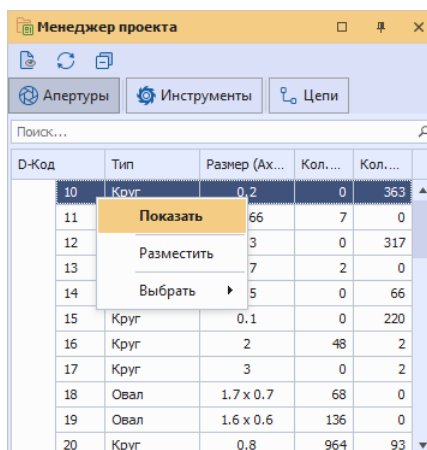 Менеджер проекта
Апертуры Инструменты Цепи
Поиск...
D-Код Тип Размер (Ах... Кол.... Кол....
10 Круг 0.2 0 363
11 66 7 0
12 3 0 317
13 7 2 0
14 5 0 66
Показать
Разместить
Выбрать
15 Круг 0.1 0 220
16 Круг 2 48 2
17 Круг 3 0 2
18 Овал 1.7 x 0.7 68 0
19 Овал 1.6 x 0.6 136 0
20 Круг 0.8 964 93